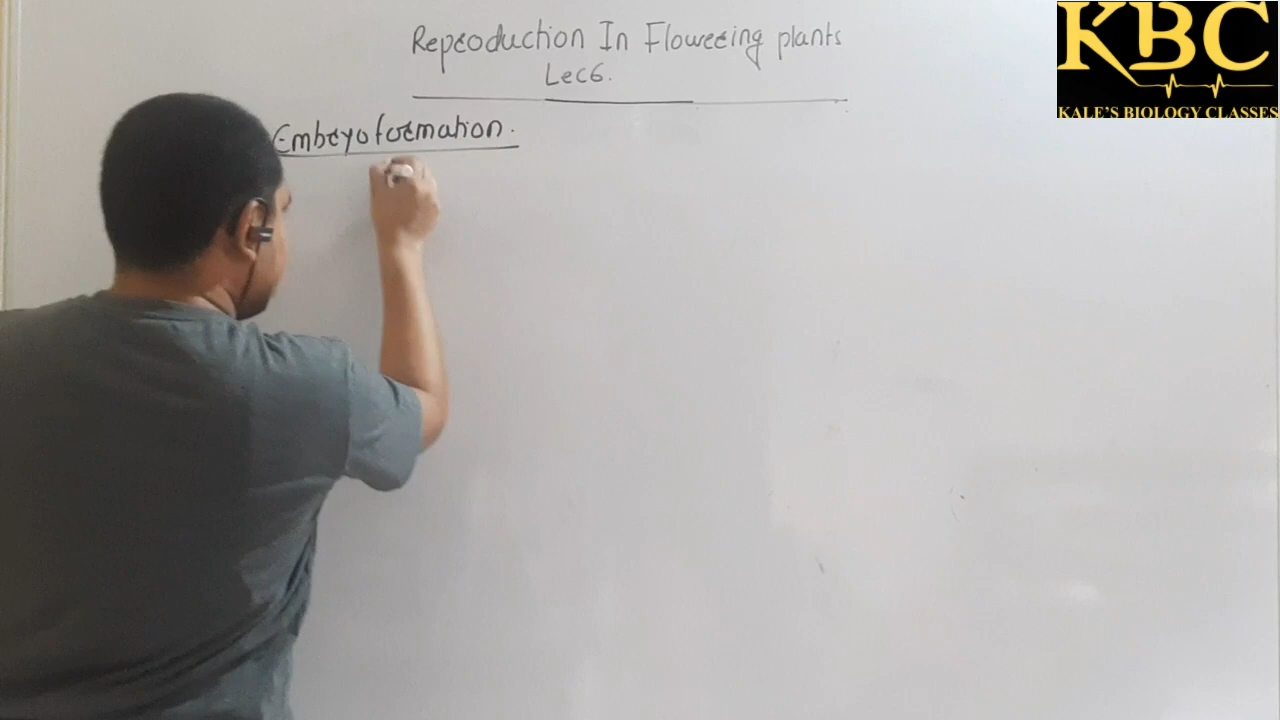 Reproduction In Flowering plants
Lec6.
Embryo formation.
KBC
KALE'S BIOLOGY CLASSES